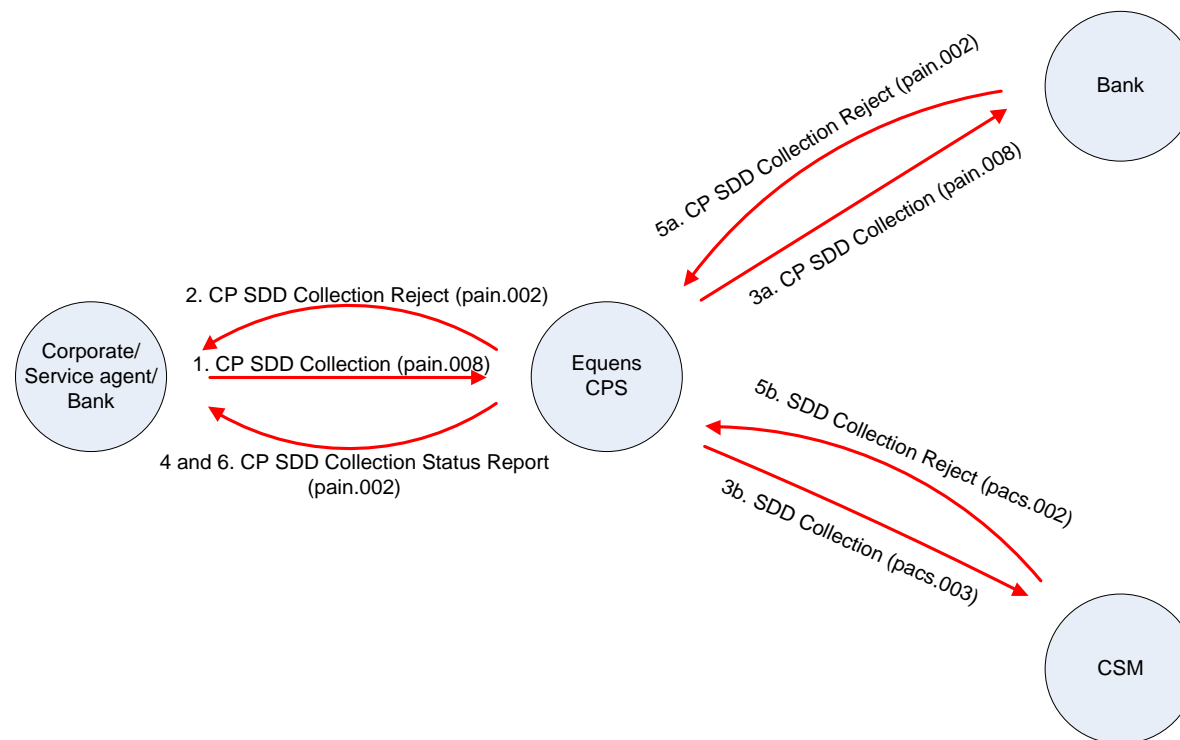 Bank
5a. CP SDD Collection Reject (pain.002)
3a. CP SDD Collection (pain.008)
2. CP SDD Collection Reject (pain.002)
Corporate/
Service agent/
Bank
1. CP SDD Collection (pain.008)
Equens
CPS
4 and 6. CP SDD Collection Status Report
(pain.002)
5b. SDD Collection Reject (pacs.002)
3b. SDD Collection (pacs.003)
CSM